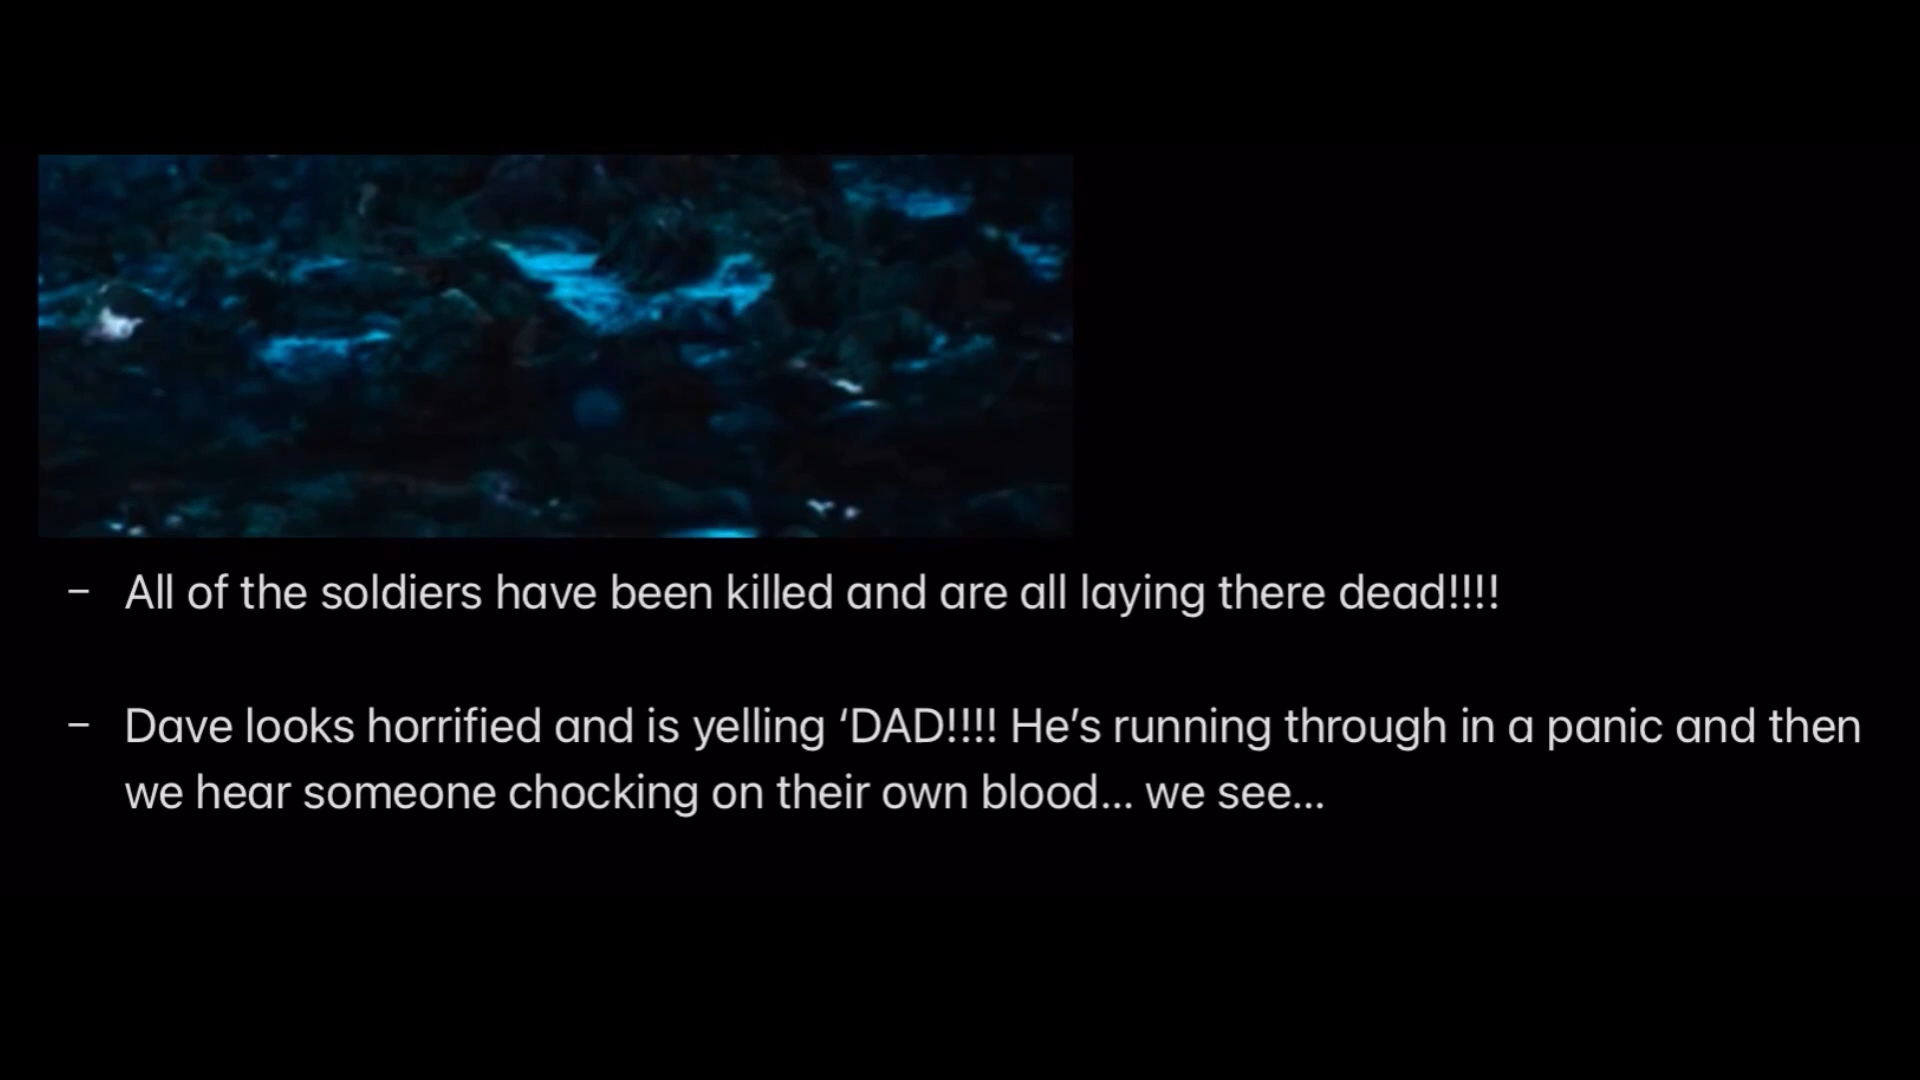 – All of the soldiers have been killed and are all laying there dead!!!!
– Dave looks horrified and is yelling ‘DAD!!!! He’s running through in a panic and then
we hear someone chocking on their own blood... we see...